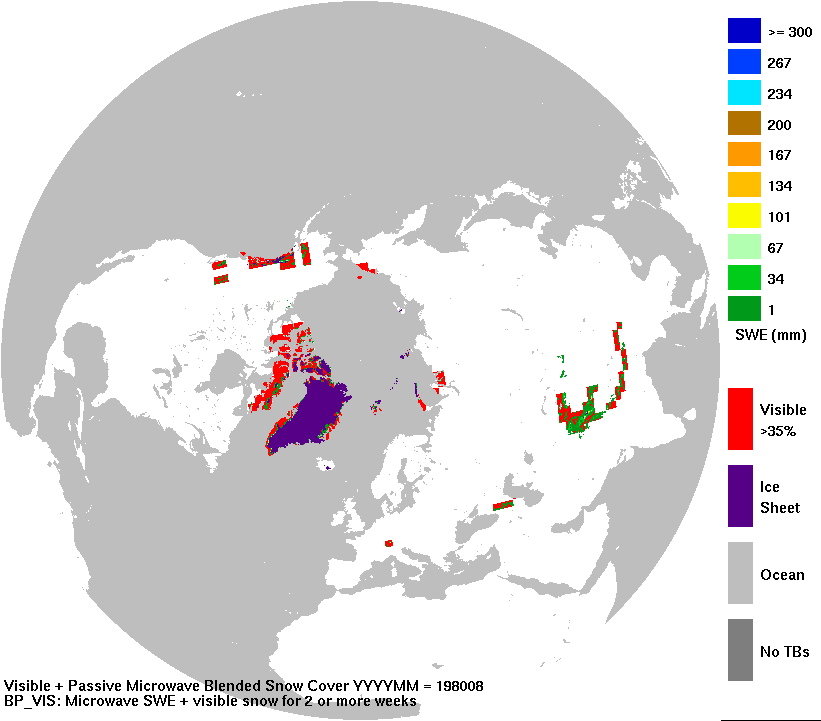 >= 300
267
234
200
167
134
101
67
34
1
SWE (mm)
Visible
>35%
Ice
Sheet
Ocean
No TBs
Visible + Passive Microwave Blended Snow Cover YYYYMM = 198008
BP_VIS: Microwave SWE + visible snow for 2 or more weeks